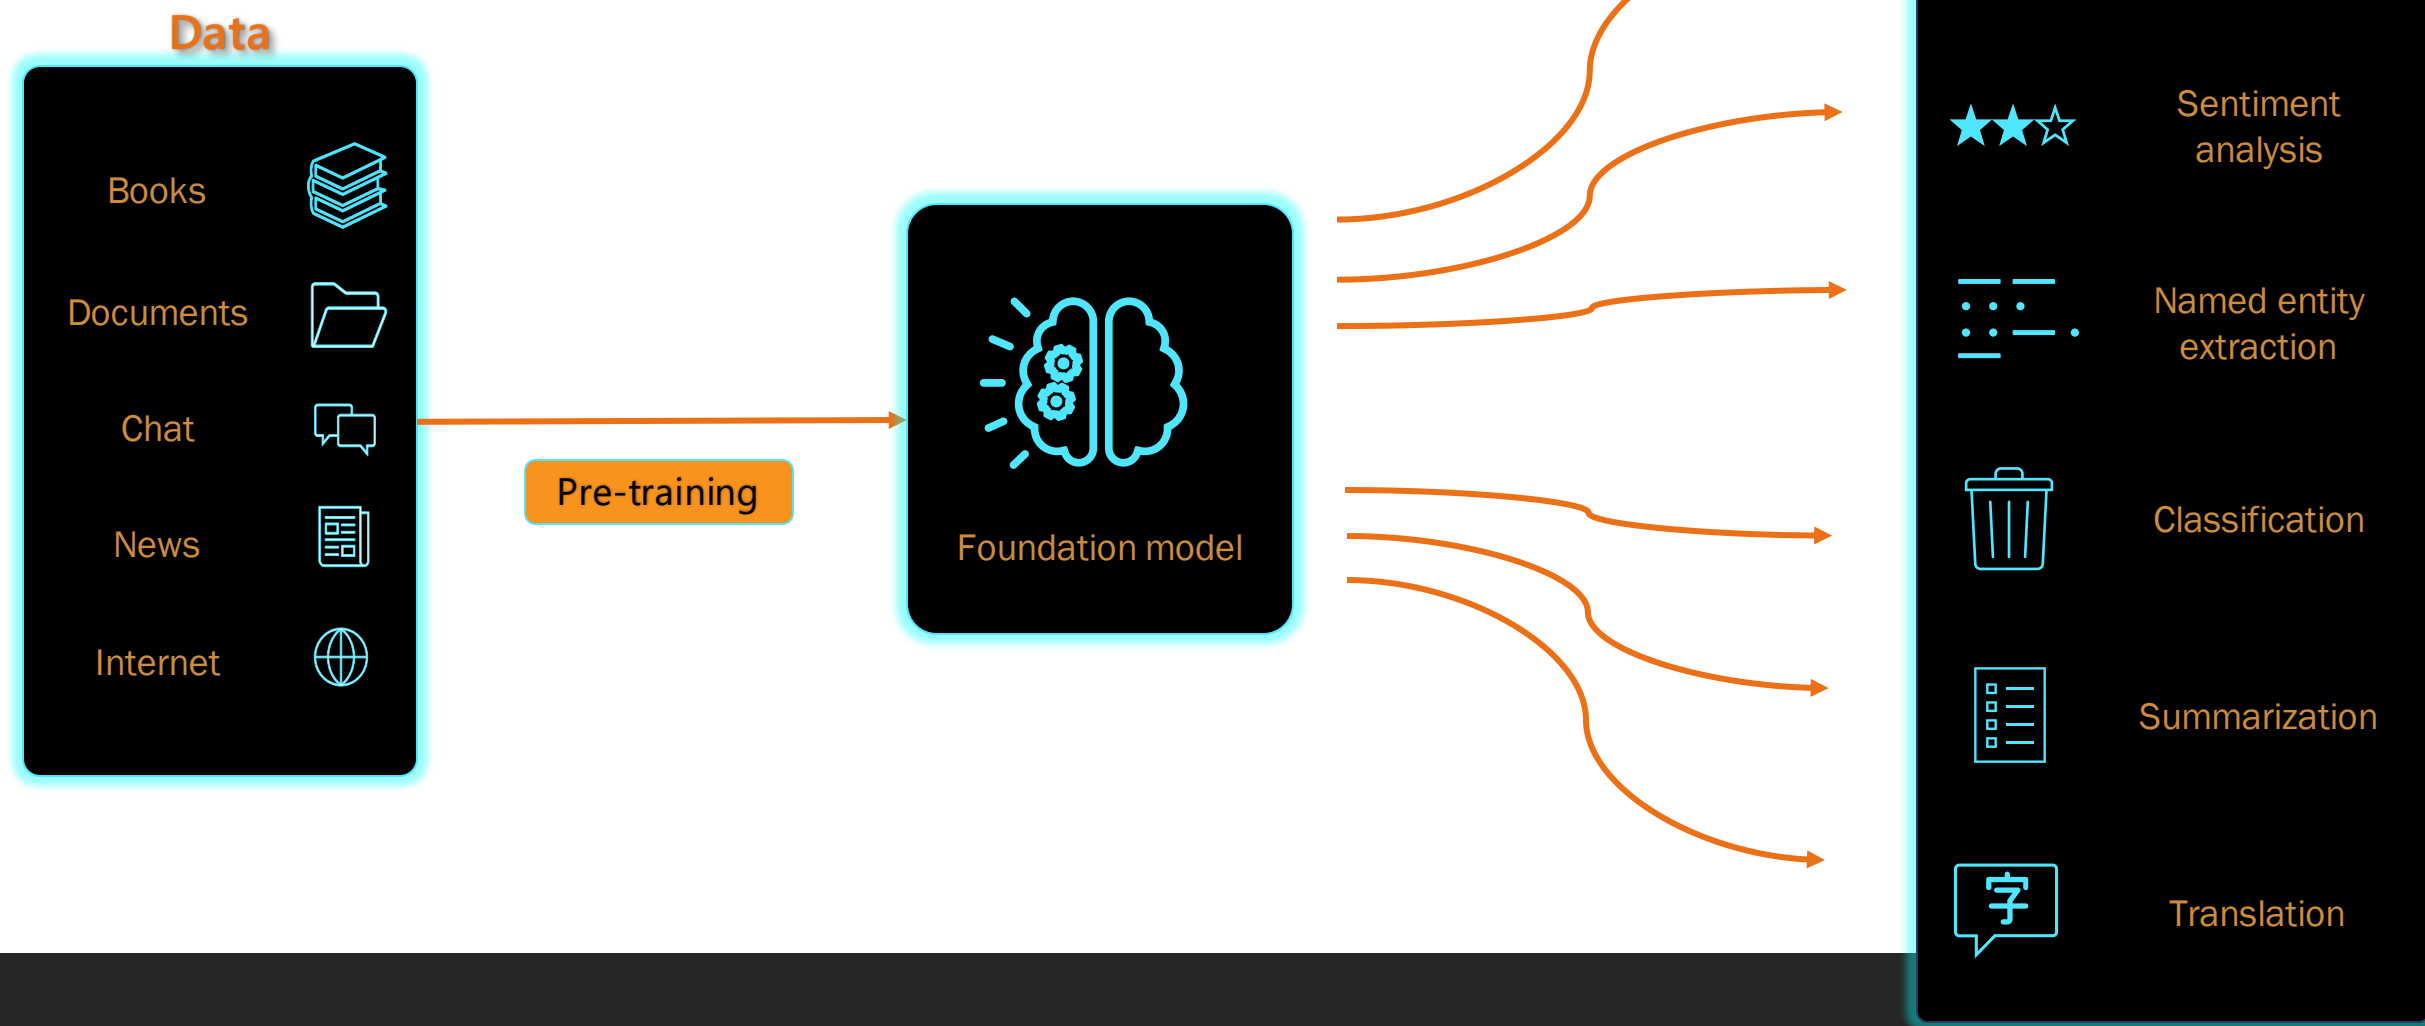 Data
Books
Documents
Chat
News
Internet
Pre-training
Foundation model
Sentiment
analysis
Named entity
extraction
Classification
Summarization
字
Translation